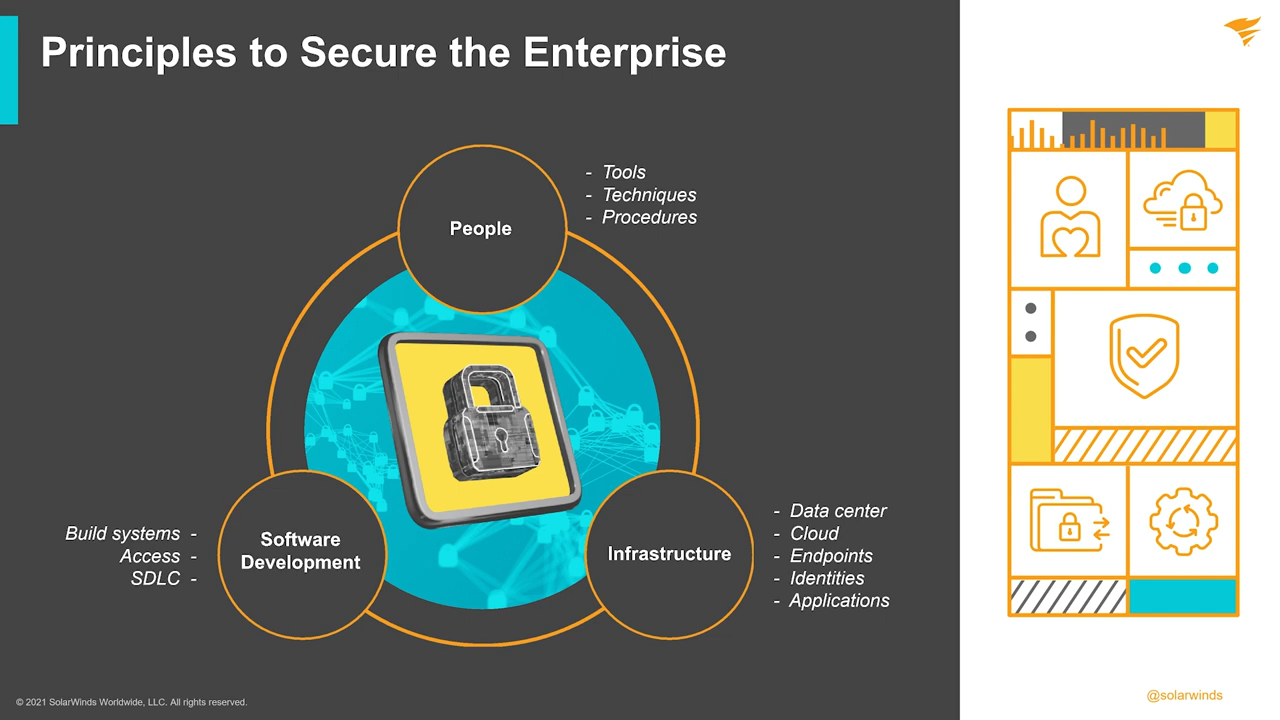 Principles to Secure the Enterprise
People
- Tools
- Techniques
- Procedures
Build systems -
Access -
SDLC -
Software
Development
Infrastructure
- Data center
- Cloud
- Endpoints
- Identities
- Applications
© 2021 SolarWinds Worldwide, LLC. All rights reserved.
@solarwinds